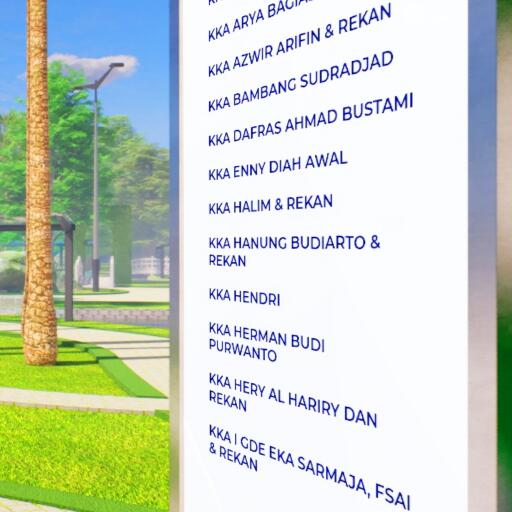 KKA ARYA
KKA AZWIR ARIFIN & REKAN
KKA BAMBANG SUDRADJAD
KKA DAFRAS AHMAD BUSTAMI
KKA ENNY DIAH AWAL
KKA HALIM & REKAN
KKA HANUNG BUDIARTO &
REKAN
KKA HENDRI
KKA HERMAN BUDI
PURWANTO
KKA HERY AL HARIRY DAN
REKAN
KKA I GDE EKA SARMAJA, FSAI
& REKAN